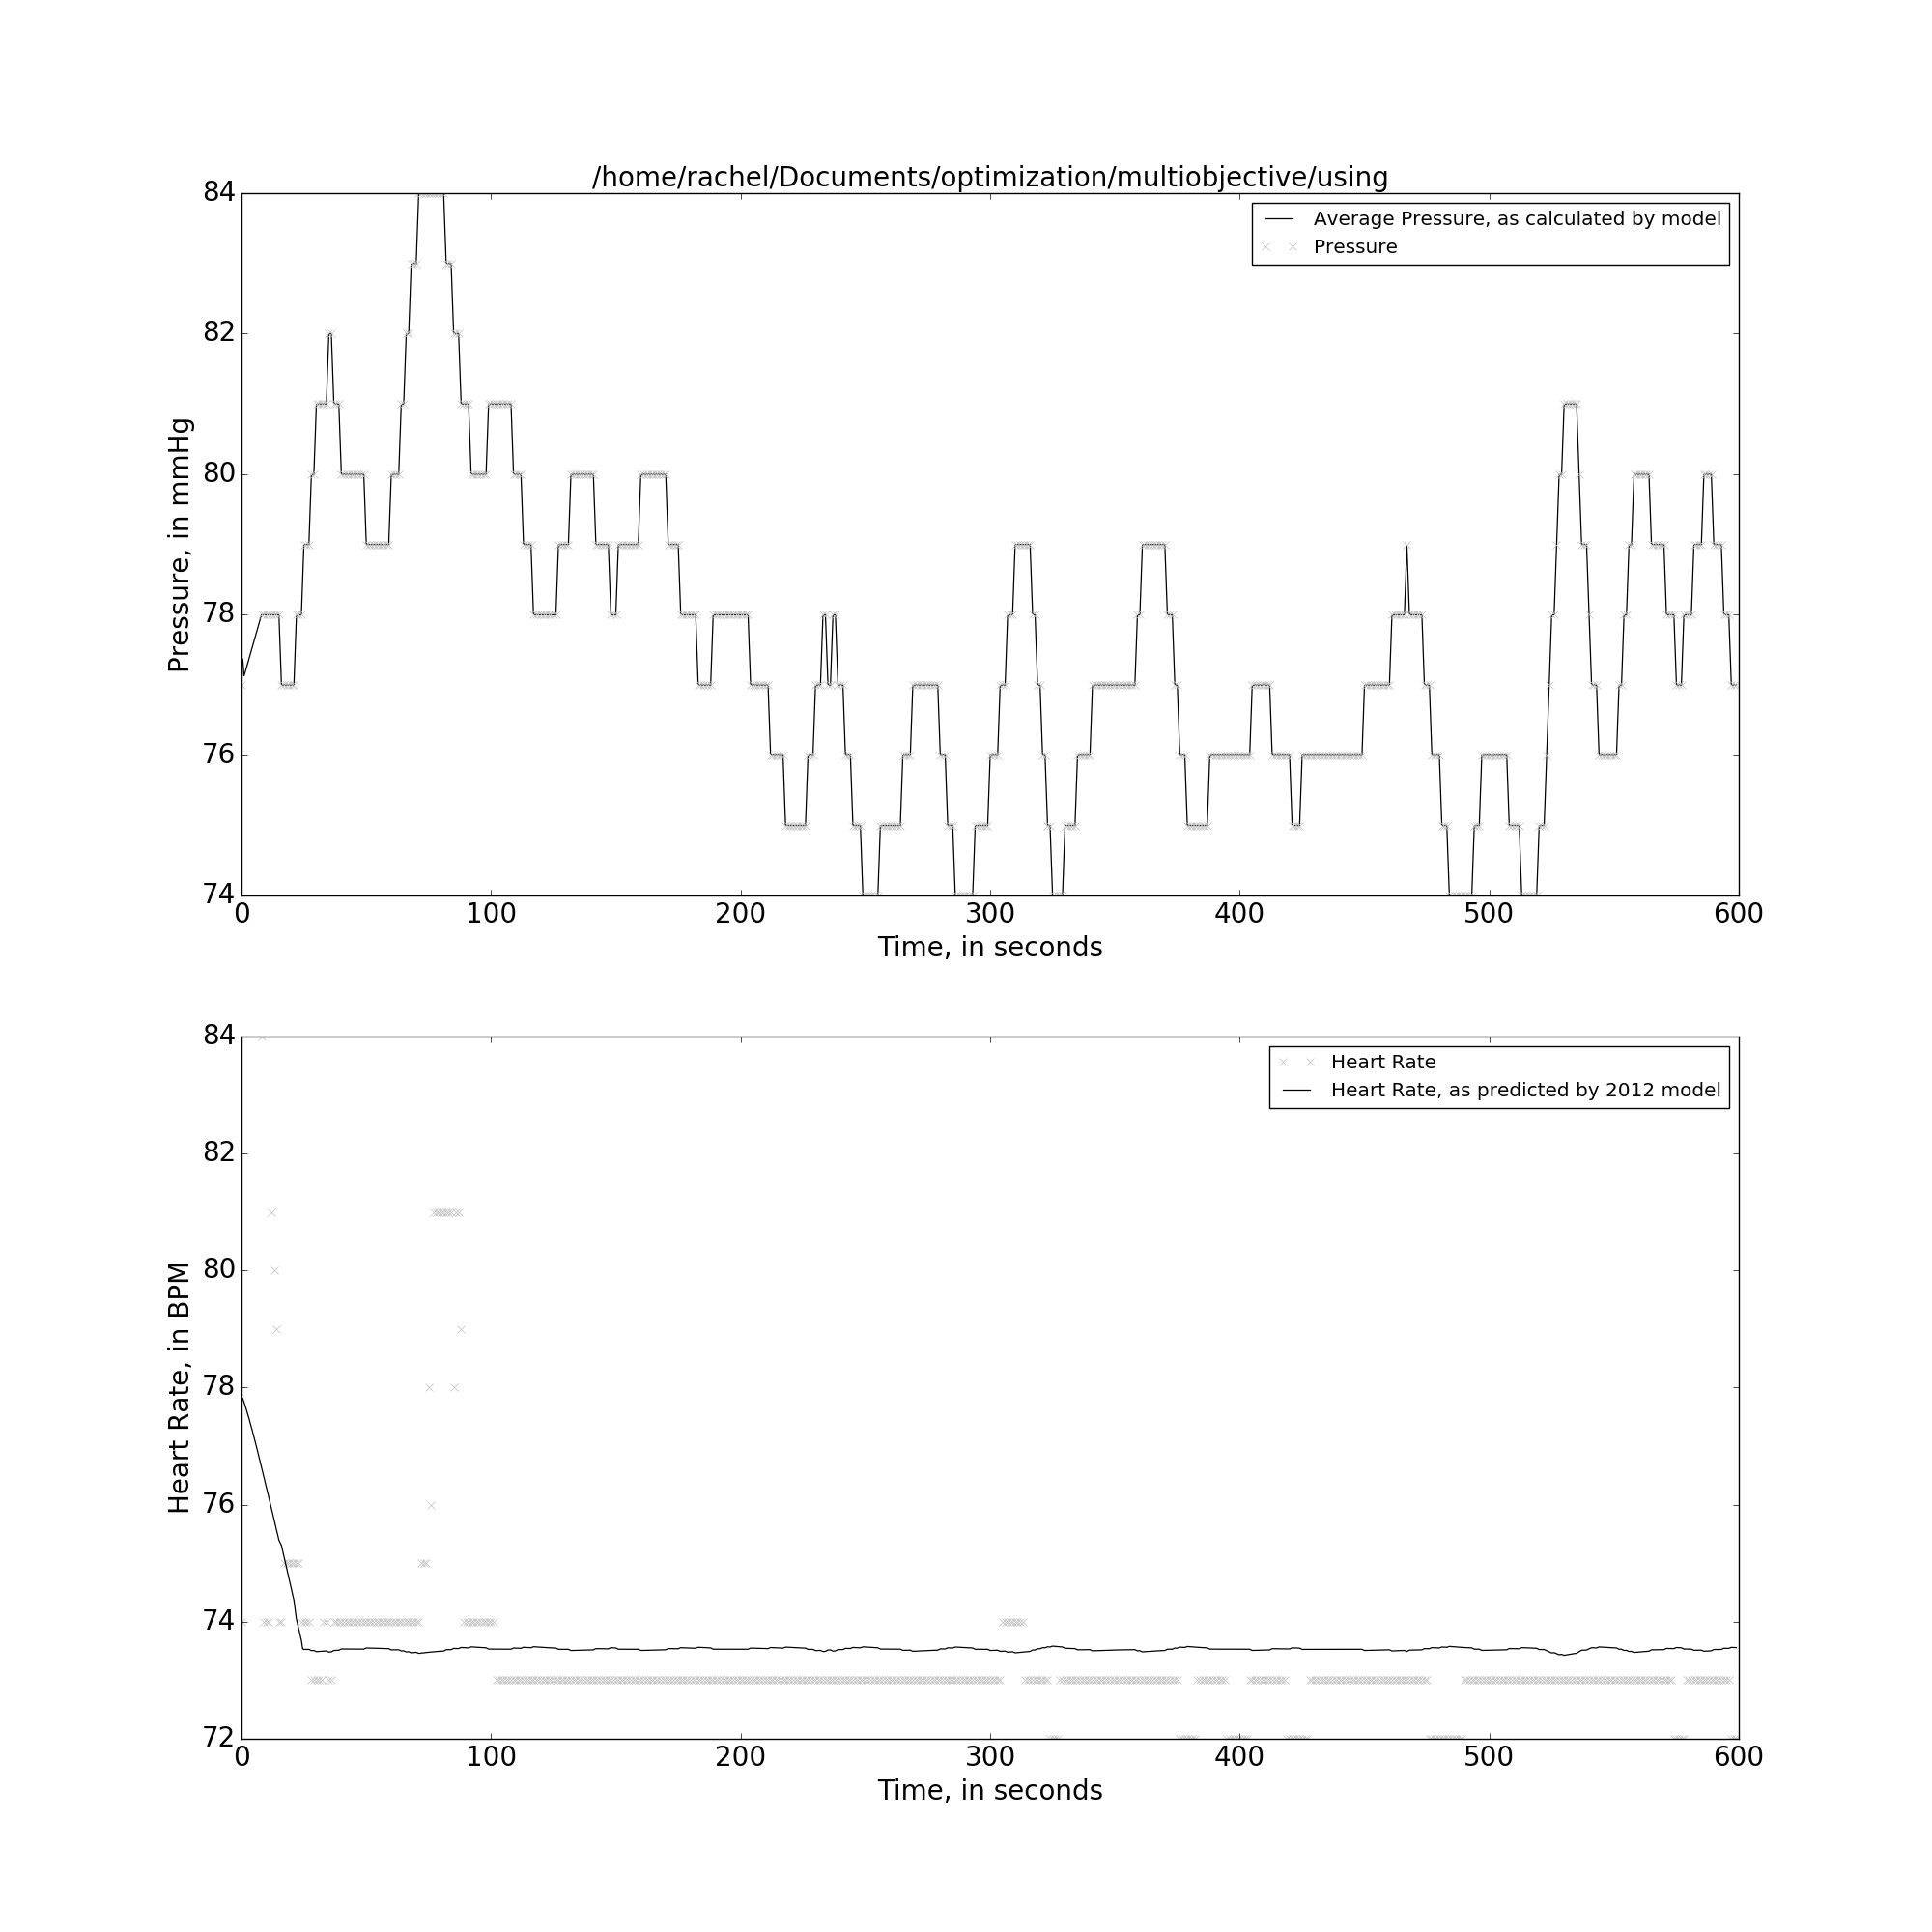 /home/rachel/Documents/optimization/multiobjective/using
84
82
80
78
76
74
Pressure, in mmHg
Average Pressure, as calculated by model
Pressure
0 100 200 300 400 500 600
Time, in seconds
84
82
80
78
76
74
72
Heart Rate, in BPM
Heart Rate
Heart Rate, as predicted by 2012 model
0 100 200 300 400 500 600
Time, in seconds